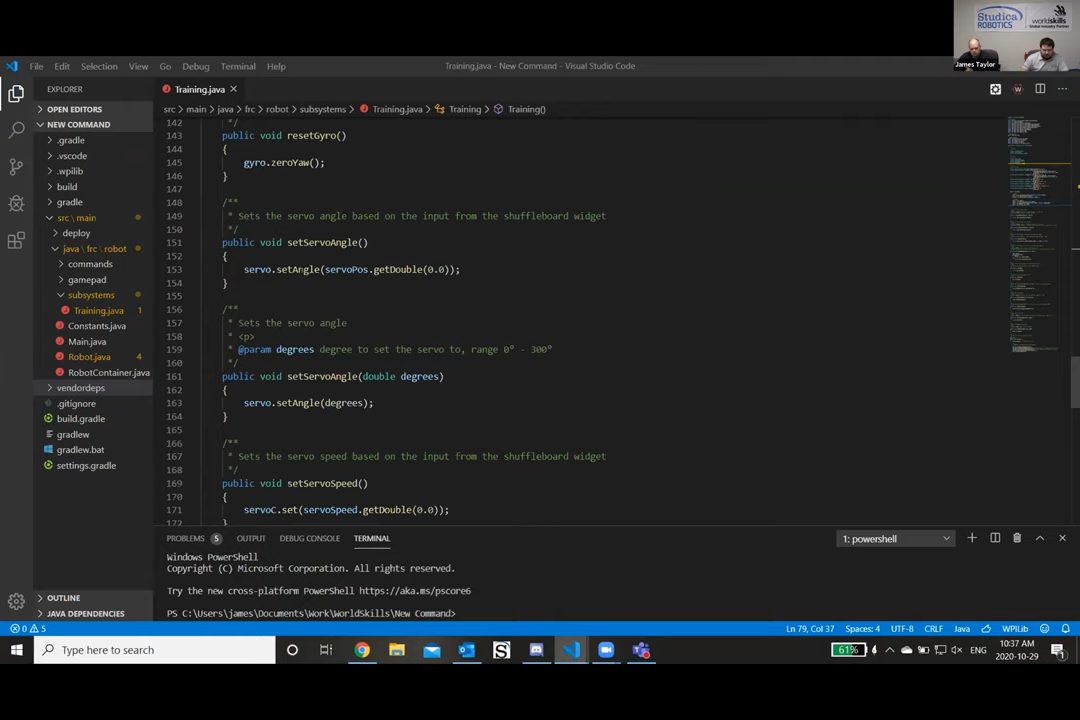 Studica
ROBOTICS
worldskills
Global Industry Partner
James Taylor
File Edit Selection View Go Debug Terminal Help
Training.java - New Command - Visual Studio Code
EXPLORER
Training.java
OPEN EDITORS
src > main > java > frc > robot > subsystems > Training.java > Training > Training()
NEW COMMAND
.gradle
.vscode
.wpilib
build
gradle
src \ main
deploy
java \ frc \ robot
commands
gamepad
subsystems
Training.java 1
Constants.java
Main.java
Robot.java 4
RobotContainer.java
vendordeps
.gitignore
build.gradle
gradlew
gradlew.bat
settings.gradle
OUTLINE
JAVA DEPENDENCIES
142 */
143 public void resetGyro()
144 {
145 gyro.zeroYaw();
146 }
147
148 /**
149 * Sets the servo angle based on the input from the shuffleboard widget
150 */
151 public void setServoAngle()
152 {
153 servo.setAngle(servoPos.getDouble(0.0));
154 }
155
156 /**
157 * Sets the servo angle
158 * <p>
159 * @param degrees degree to set the servo to, range 0° - 300°
160 */
161 public void setServoAngle(double degrees)
162 {
163 servo.setAngle(degrees);
164 }
165
166 /**
167 * Sets the servo speed based on the input from the shuffleboard widget
168 */
169 public void setServoSpeed()
170 {
171 servoC.set(servoSpeed.getDouble(0.0));
172 }
PROBLEMS 5 OUTPUT DEBUG CONSOLE TERMINAL
1: powershell
Windows PowerShell
Copyright (C) Microsoft Corporation. All rights reserved.
Try the new cross-platform PowerShell https://aka.ms/pscore6
PS C:\Users\james\Documents\Work\WorldSkills\New Command>
0 5
Ln 79, Col 37 Spaces: 4 UTF-8 CRLF Java WPILib
Type here to search
61%
ENG
10:37 AM
2020-10-29
1